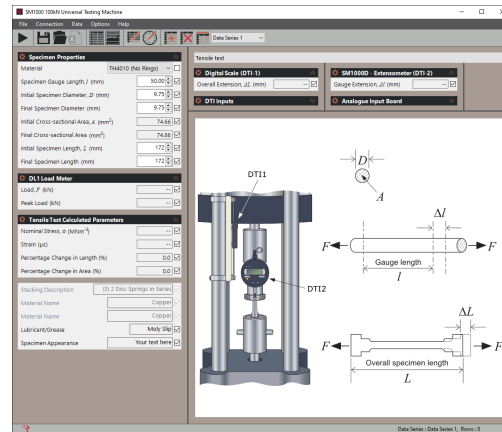 SM1000 100kN Universal Testing Machine
File Connection Data Options Help
Data Series 1
Specimen Properties
Material TH4010 (No Rings)
Specimen Gauge Length, l (mm) 50.00
Initial Specimen Diameter, D (mm) 9.75
Final Specimen Diameter (mm) 9.75
Initial Cross-sectional Area, A (mm²) 74.66
Final Cross-sectional Area (mm²) 74.66
Initial Specimen Length, L (mm) 172
Final Specimen Length (mm) 172
DL1 Load Meter
Load, F (kN) --
Peak Load (kN) --
Tensile Test Calculated Parameters
Nominal Stress, σ (MNm⁻²) --
Strain (με) --
Percentage Change in Length (%) 0.0
Percentage Change in Area (%) 0.0
Stacking Description (3) 2 Disc Springs in Series
Material Name Copper
Material Name Copper
Lubricant/Grease Moly Slip
Specimen Appearance Your text here
Tensile test
Digital Scale (DTI-1)
Overall Extension, ΔL (mm) --
DTI Inputs
SM1000D - Extensometer (DTI-2)
Gauge Extension, Δl (mm) --
Analogue Input Board
DTI1
DTI2
D
A
Δl
F F
Gauge length
l
ΔL
F F
Overall specimen length
L
Data Series : Data Series 1, Rows : 0